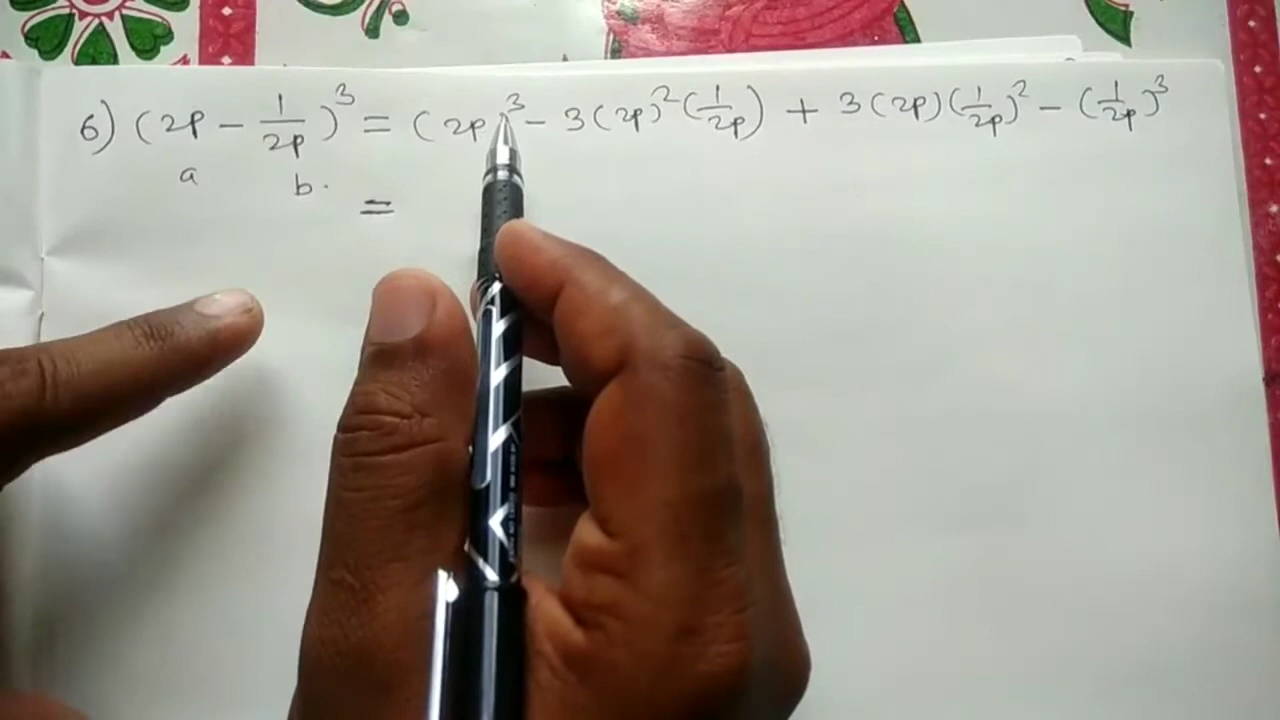 6) (2p - 1/2p)³ = (2p)³ - 3(2p)²(1/2p) + 3(2p)(1/2p)² - (1/2p)³
a b.
=